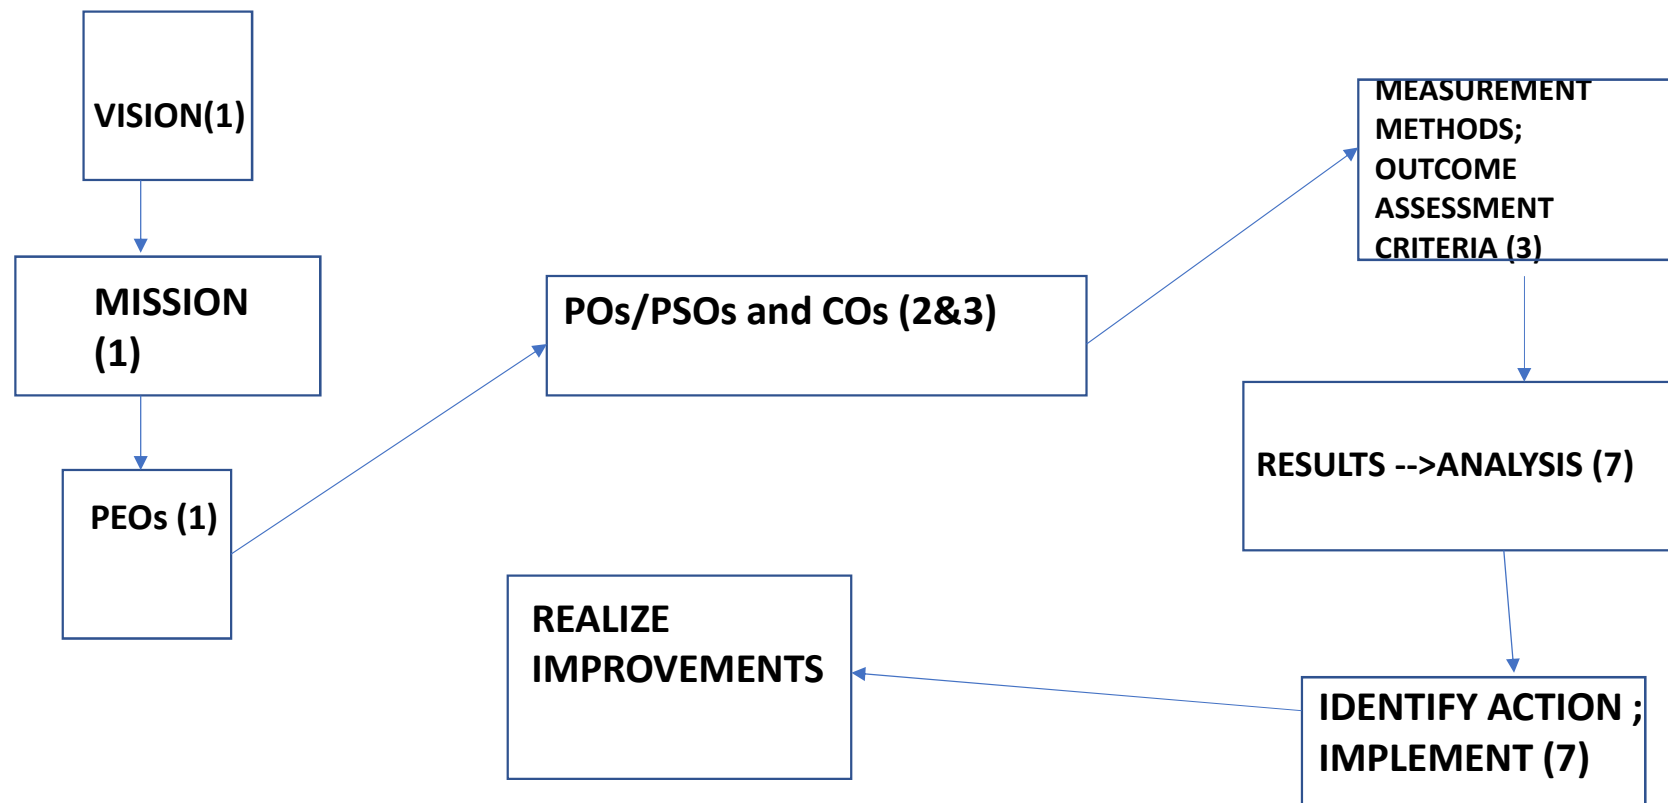 VISION(1)
MISSION
(1)
PEOs (1)
POs/PSOs and COs (2&3)
MEASUREMENT
METHODS;
OUTCOME
ASSESSMENT
CRITERIA (3)
RESULTS -->ANALYSIS (7)
IDENTIFY ACTION ;
IMPLEMENT (7)
REALIZE
IMPROVEMENTS